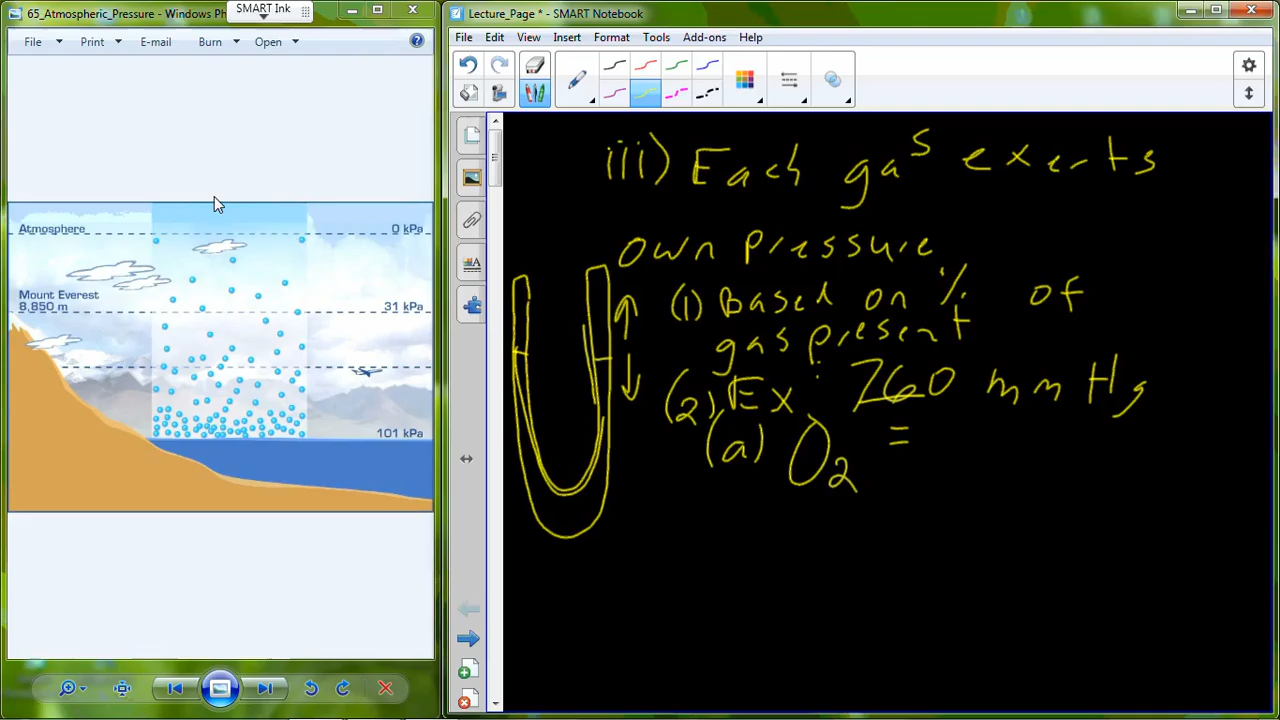 65_Atmospheric_Pressure - Windows Ph
SMART Ink
File Print E-mail Burn Open
Atmosphere 0 kPa
Mount Everest
8,850 m 31 kPa
101 kPa
Lecture_Page * - SMART Notebook
File Edit View Insert Format Tools Add-ons Help
iii) Each gas exerts
own pressure
(1) Based on % of
gas present
(2) Ex. 760 mm Hg
(a) O2 =